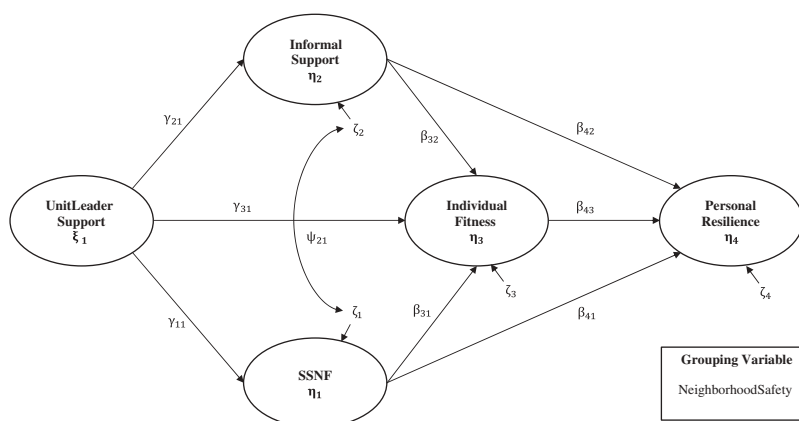 Informal
Support
η₂
γ₂₁
ζ₂
β₃₂
β₄₂
UnitLeader
Support
ξ ₁
γ₃₁
ψ₂₁
Individual
Fitness
η₃
β₄₃
Personal
Resilience
η₄
ζ₃
ζ₄
γ₁₁
ζ₁
β₃₁
β₄₁
SSNF
η₁
Grouping Variable
NeighborhoodSafety